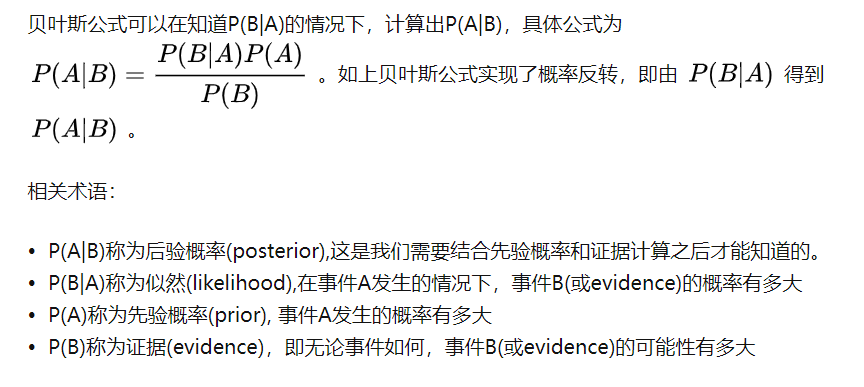 贝叶斯公式可以在知道P(B|A)的情况下，计算出P(A|B)，具体公式为
P(A|B) = \frac{P(B|A)P(A)}{P(B)} 。如上贝叶斯公式实现了概率反转，即由 P(B|A) 得到
P(A|B) 。
相关术语：
• P(A|B)称为后验概率(posterior),这是我们需要结合先验概率和证据计算之后才能知道的。
• P(B|A)称为似然(likelihood),在事件A发生的情况下，事件B(或evidence)的概率有多大
• P(A)称为先验概率(prior), 事件A发生的概率有多大
• P(B)称为证据(evidence)，即无论事件如何，事件B(或evidence)的可能性有多大